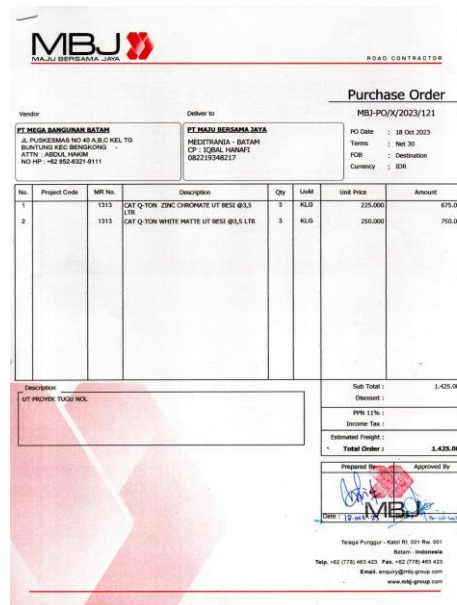 MBJ
MAJU BERSAMA JAYA
ROAD CONTRACTOR
Purchase Order
MBJ-PO/X/2023/121
Vendor
PT MEGA BANGUNAN BATAM
JL PUSKESMAS NO 40 A,B,C KEL TG
BUNTUNG KEC BENGKONG -
ATTN : ABDUL HAKIM
NO HP : +62 852-6321-9111
Deliver to
PT MAJU BERSAMA JAYA
MEDITRANIA - BATAM
CP : IQBAL HANAFI
082219348217
PO Date : 18 Oct 2023
Terms : Net 30
FOB : Destination
Currency : IDR
No. Project Code MR No. Description Qty UoM Unit Price Amount
1 1313 CAT Q-TON ZINC CHROMATE UT BESI @3,5 LTR 3 KLG 225.000 675.0
2 1313 CAT Q-TON WHITE MATTE UT BESI @3,5 LTR 3 KLG 250.000 750.0
Description
UT PROYEK TUGU NOL
Sub Total : 1.425.00
Discount :
PPN 11% :
Income Tax :
Estimated Freight :
Total Order : 1.425.00
Prepared By Approved By
MBJ
Date :
Telaga Punggur - Kabil Rt. 001 Rw. 001
Batam - Indonesia
Telp. +62 (778) 463 423 Fax. +62 (778) 463 423
Email. enquiry@mbj-group.com
www.mbj-group.com